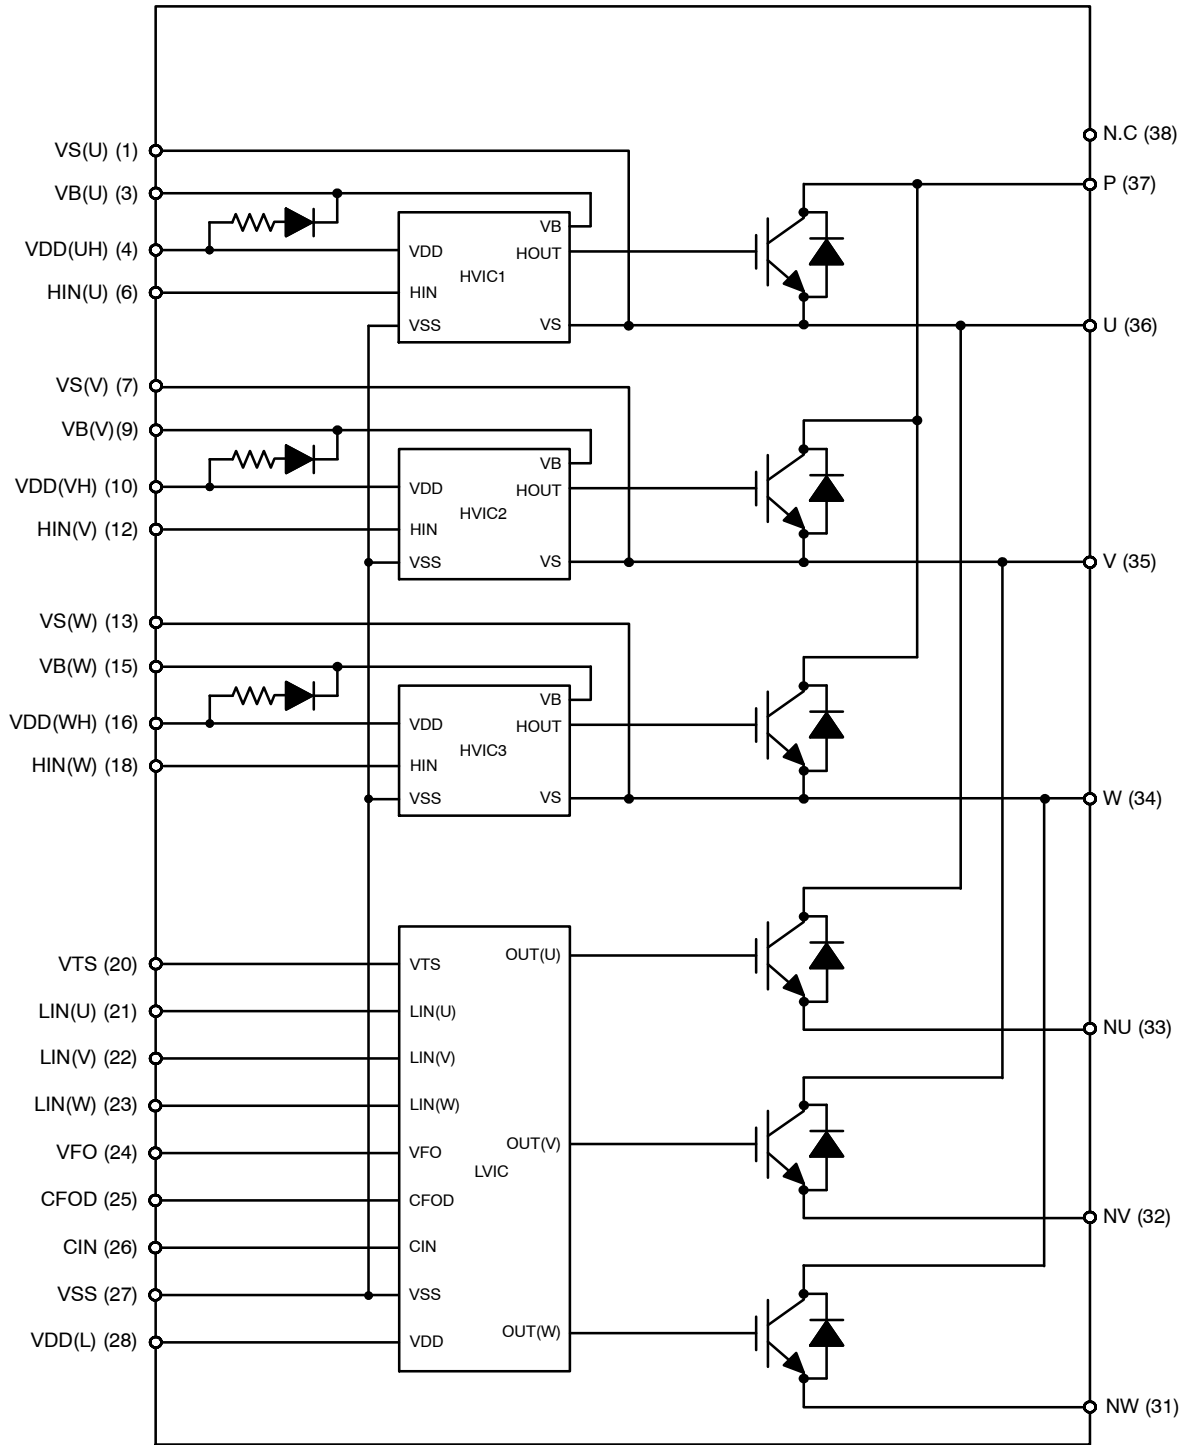 VS(U) (1)
VB(U) (3)
VDD(UH) (4)
HIN(U) (6)
VB
VDD
HOUT
HVIC1
HIN
VSS
VS
N.C (38)
P (37)
U (36)
VS(V) (7)
VB(V)(9)
VDD(VH) (10)
HIN(V) (12)
VB
VDD
HOUT
HVIC2
HIN
VSS
VS
V (35)
VS(W) (13)
VB(W) (15)
VDD(WH) (16)
HIN(W) (18)
VB
VDD
HOUT
HVIC3
HIN
VSS
VS
W (34)
VTS (20)
LIN(U) (21)
LIN(V) (22)
LIN(W) (23)
VFO (24)
CFOD (25)
CIN (26)
VSS (27)
VDD(L) (28)
VTS
LIN(U)
LIN(V)
LIN(W)
VFO
CFOD
CIN
VSS
VDD
OUT(U)
OUT(V)
LVIC
OUT(W)
NU (33)
NV (32)
NW (31)